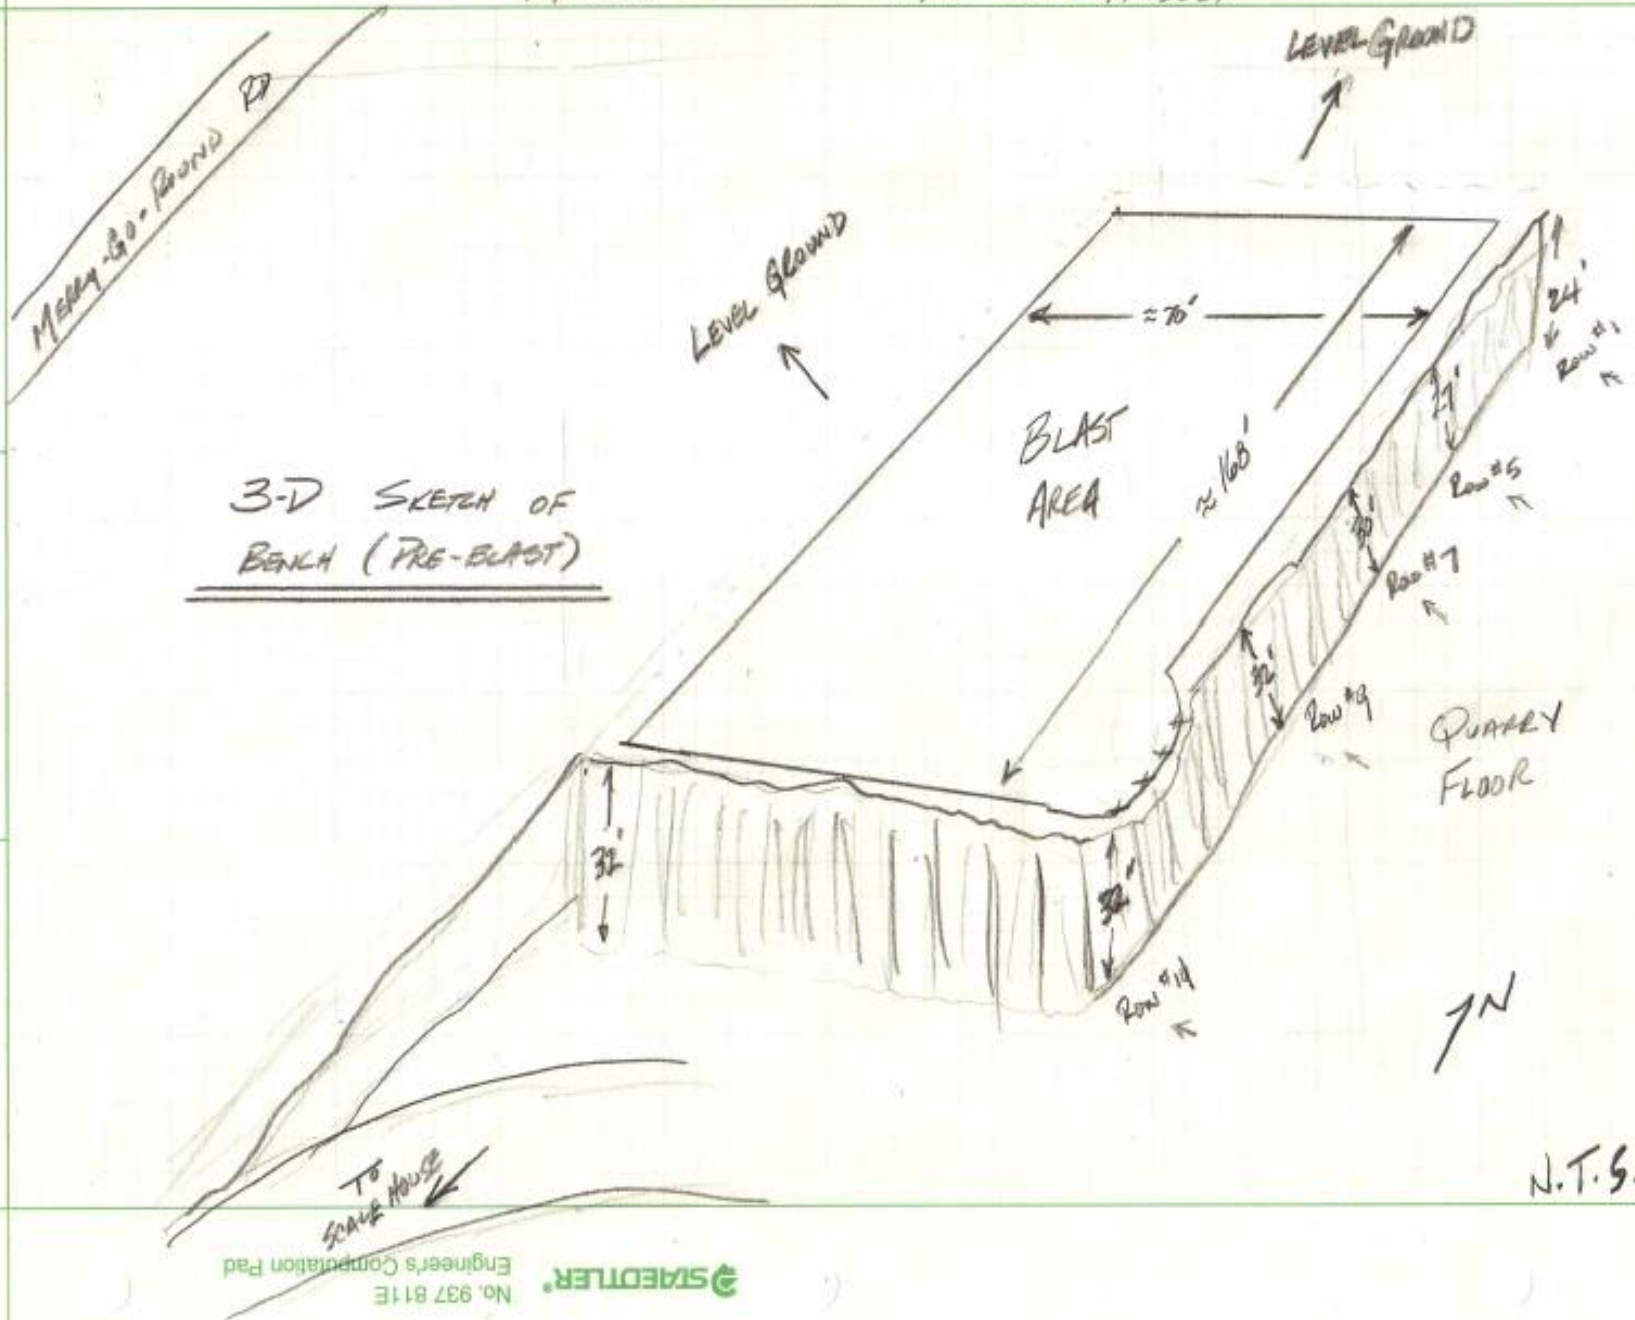 LEVEL GROUND
MERRY-GO-ROUND RD
LEVEL GROUND
≈ 70'
24'
ROW #1
27'
BLAST
AREA
≈ 168'
ROW #5
3-D SKETCH OF
BENCH (PRE-BLAST)
30'
ROW #7
32'
ROW #9
QUARRY
FLOOR
32'
32'
ROW #14
N
TO
SCALE HOUSE
N.T.S.
STAEDTLER®
No. 937 811E
Engineer's Computation Pad